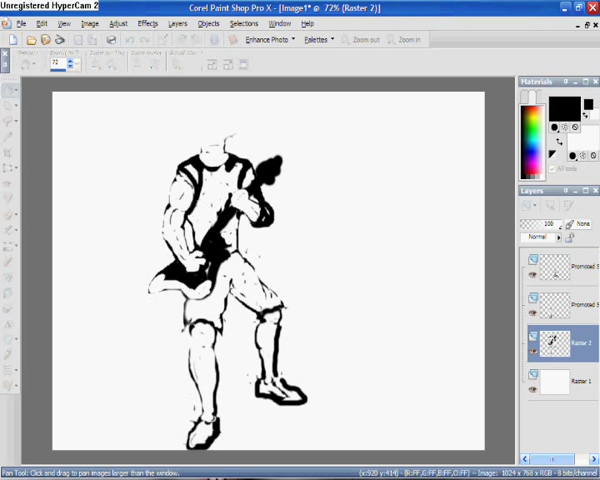 Unregistered HyperCam 2
Corel Paint Shop Pro X - [Image1* @ 72% (Raster 2)]
File Edit View Image Adjust Effects Layers Objects Selections Window Help
Enhance Photo Palettes Zoom out Zoom in
72
Materials
All tools
Layers
100 None
Normal
Promoted S
Promoted S
Raster 2
Raster 1
Pan Tool: Click and drag to pan images larger than the window.
(x:920 y:414) - (R:FF,G:FF,B:FF,O:FF) -- Image: 1024 x 768 x RGB - 8 bits/channel